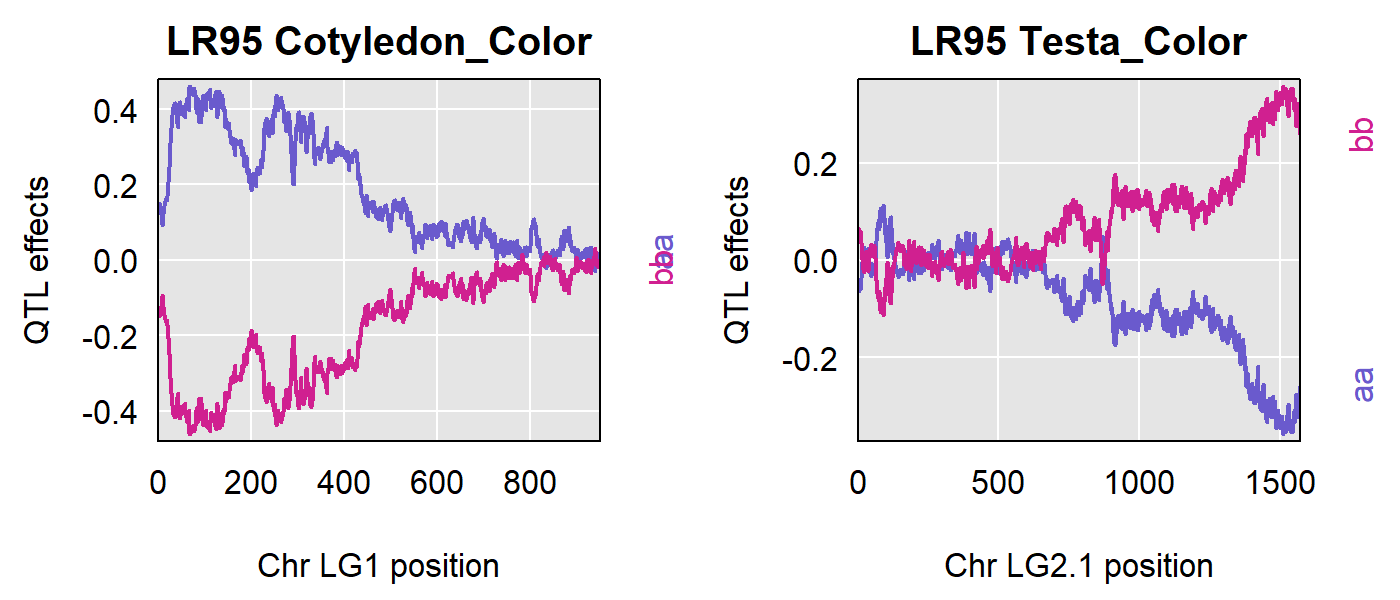 LR95 Cotyledon_Color
QTL effects
0.4
0.2
0.0
-0.2
-0.4
0 200 400 600 800
Chr LG1 position
aa
bb
LR95 Testa_Color
QTL effects
0.2
0.0
-0.2
0 500 1000 1500
Chr LG2.1 position
bb
aa